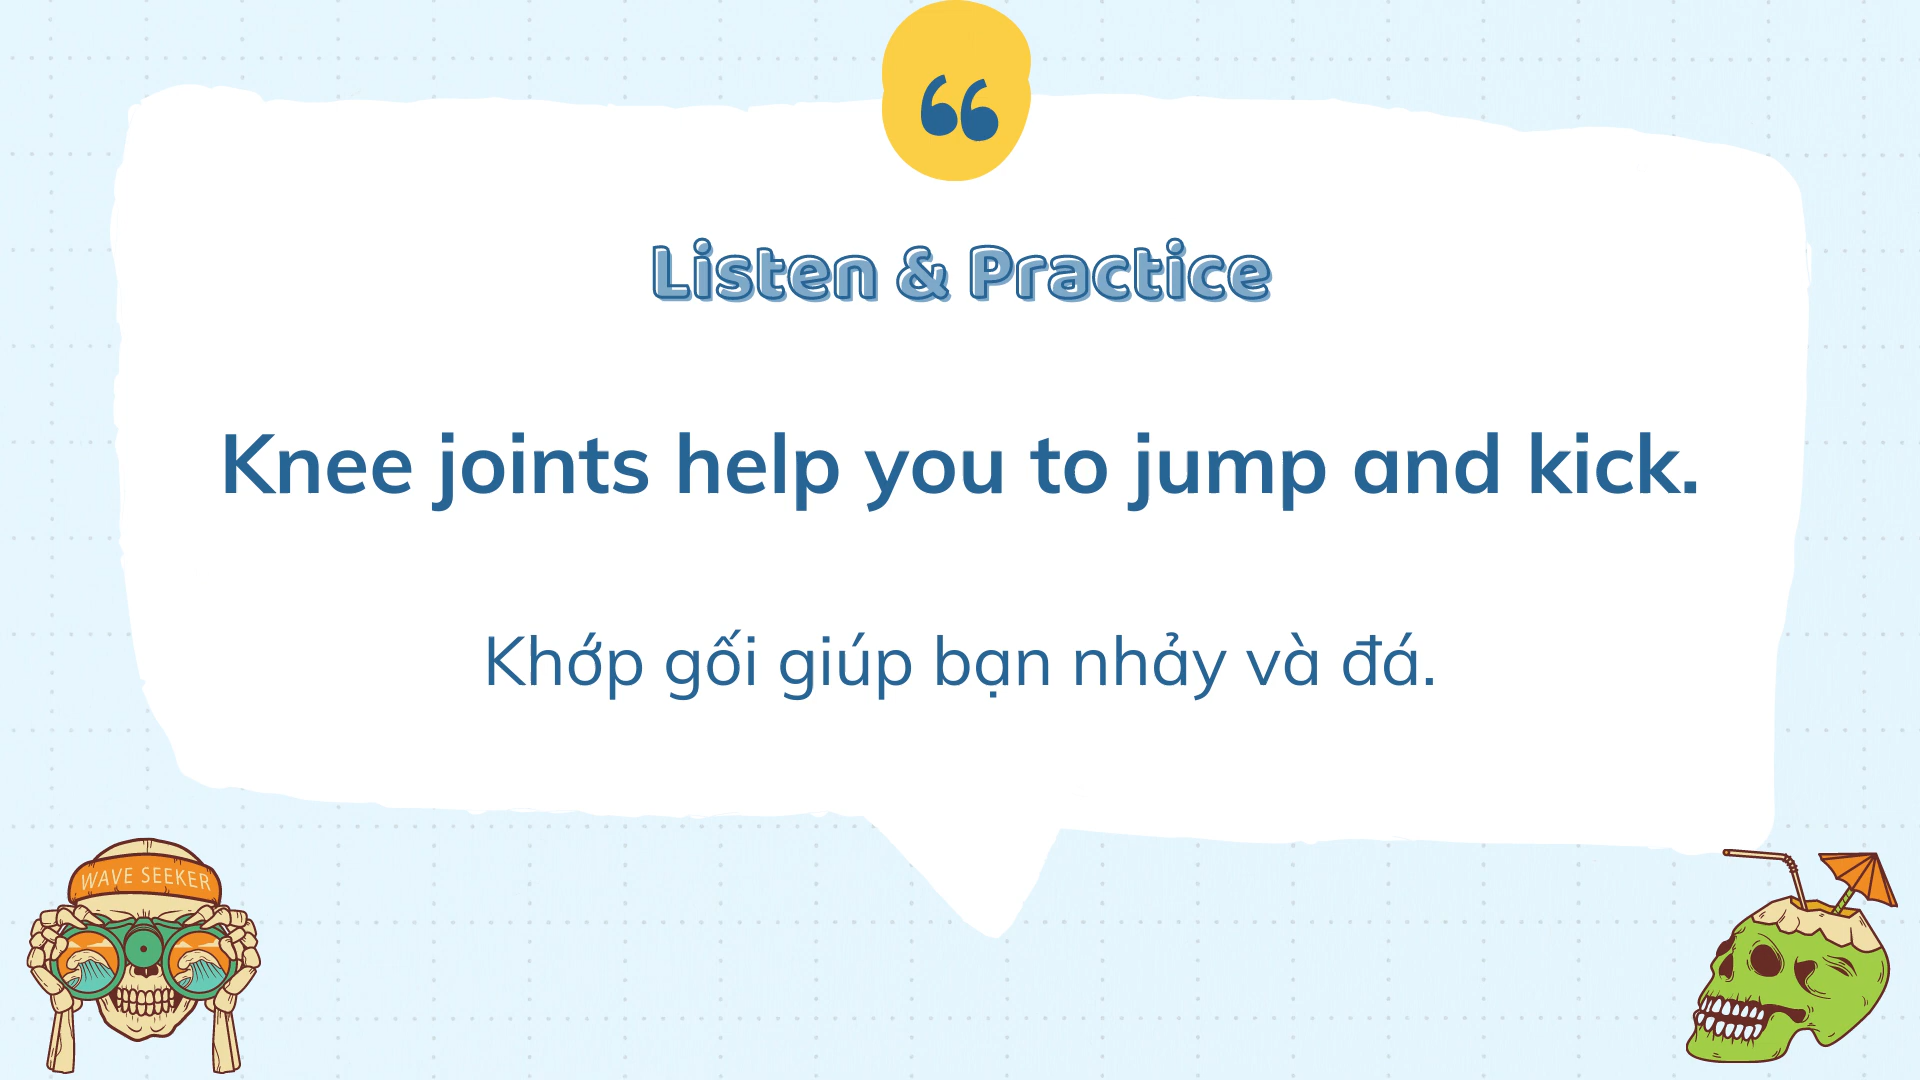 “
Listen & Practice
Knee joints help you to jump and kick.
Khớp gối giúp bạn nhảy và đá.
WAVE SEEKER